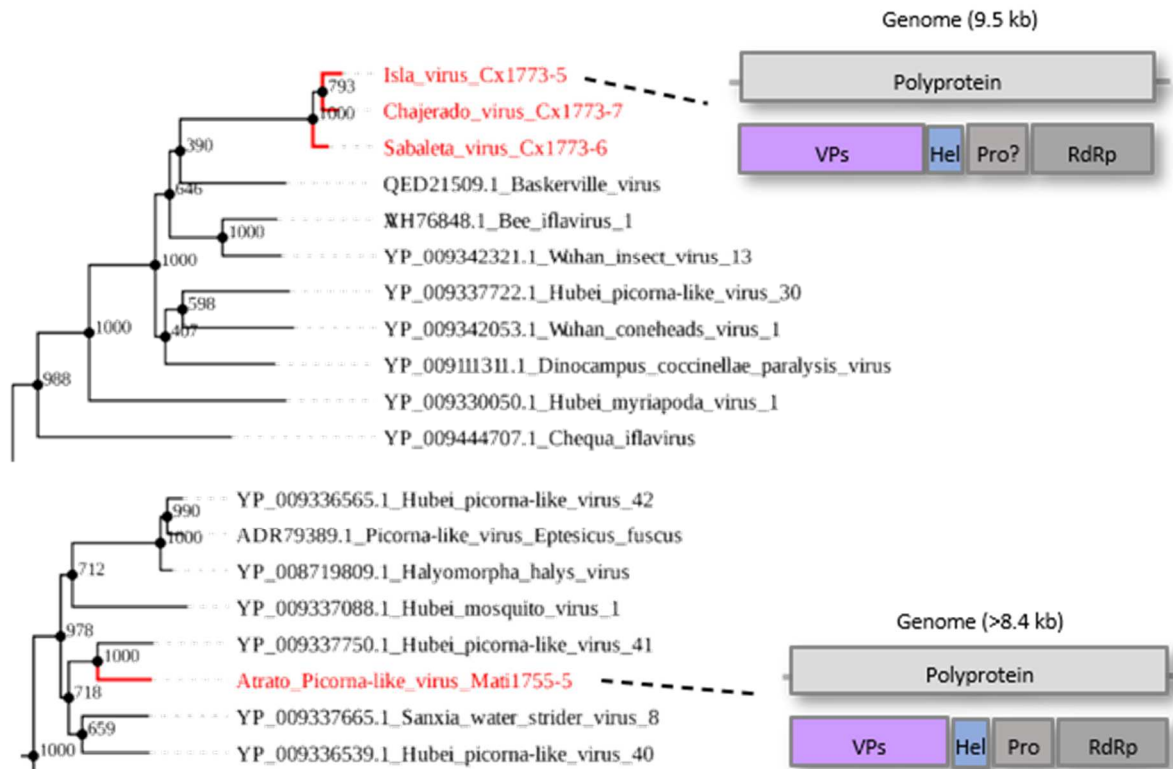 Genome (9.5 kb)
Polyprotein
VPs Hel Pro? RdRp
793 Isla_virus_Cx1773-5
1000 Chajerado_virus_Cx1773-7
Sabaleta_virus_Cx1773-6
390
646 QED21509.1_Baskerville_virus
H76848.1_Bee_iflavirus_1
1000
YP_009342321.1_Wuhan_insect_virus_13
1000
YP_009337722.1_Hubei_picorna-like_virus_30
598
YP_009342053.1_Wuhan_coneheads_virus_1
1000 407
YP_009111311.1_Dinocampus_coccinellae_paralysis_virus
988 YP_009330050.1_Hubei_myriapoda_virus_1
YP_009444707.1_Chequa_iflavirus
YP_009336565.1_Hubei_picorna-like_virus_42
990
ADR79389.1_Picorna-like_virus_Eptesicus_fuscus
1000
712 YP_008719809.1_Halyomorpha_halys_virus
YP_009337088.1_Hubei_mosquito_virus_1
978
YP_009337750.1_Hubei_picorna-like_virus_41
1000
Atrato_Picorna-like_virus_Mati1755-5
718
YP_009337665.1_Sanxia_water_strider_virus_8
659
1000 YP_009336539.1_Hubei_picorna-like_virus_40
Genome (>8.4 kb)
Polyprotein
VPs Hel Pro RdRp